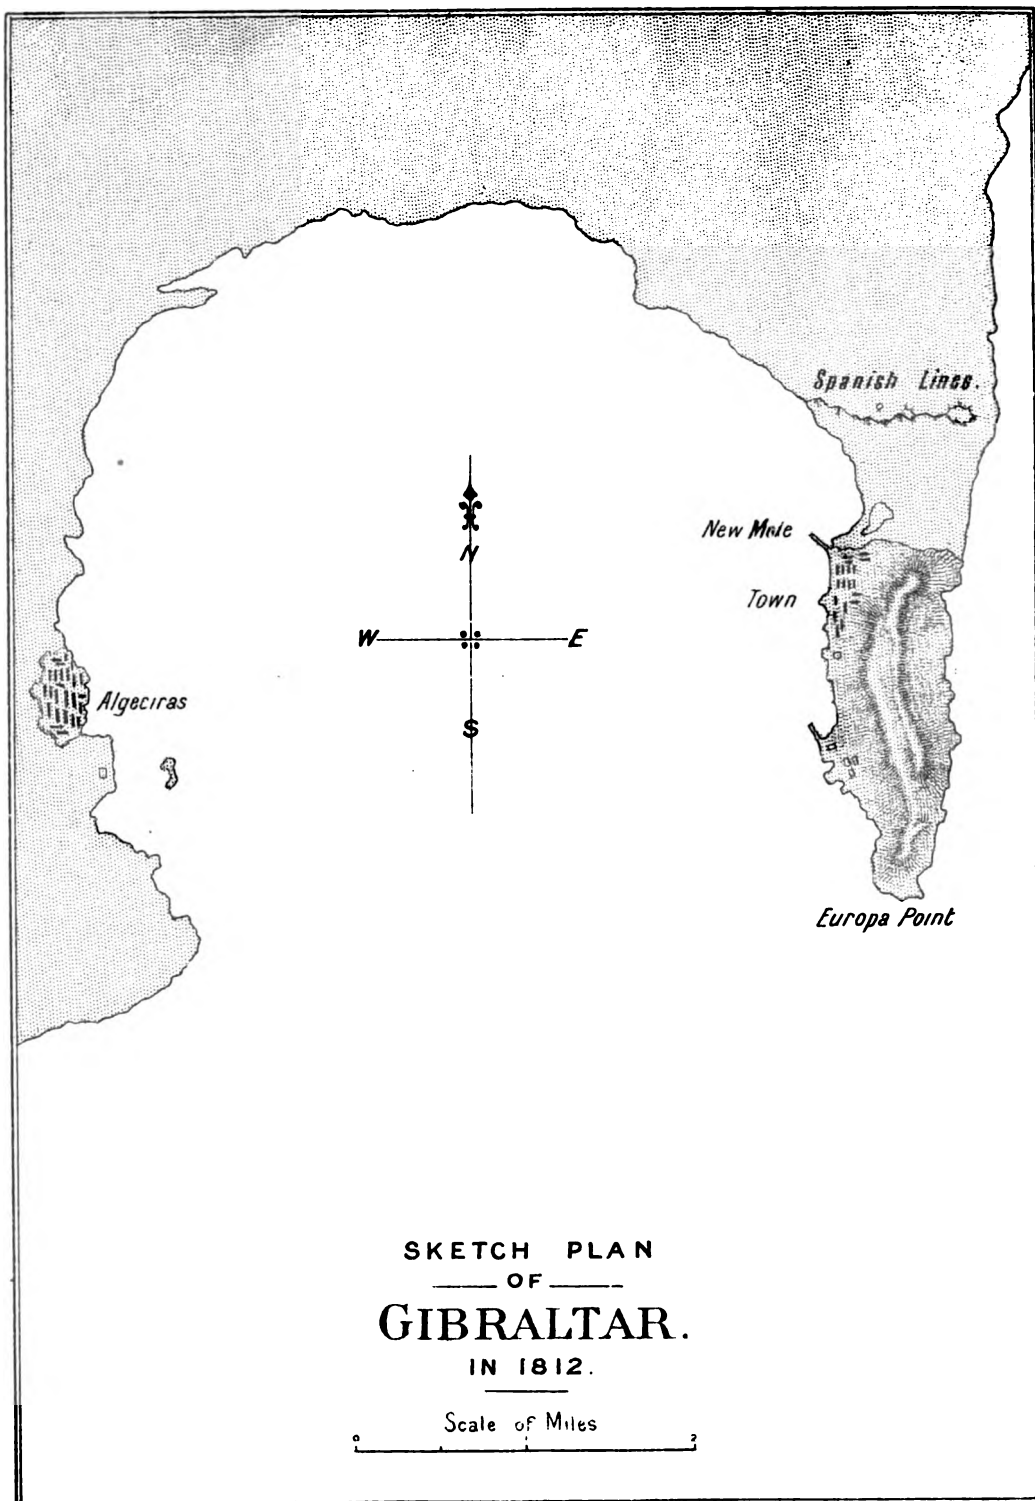 Spanish Lines.
New Mole
N
Town
W
E
Algeciras
S
Europa Point
SKETCH PLAN
OF
GIBRALTAR.
IN 1812.
Scale of Miles
0 2